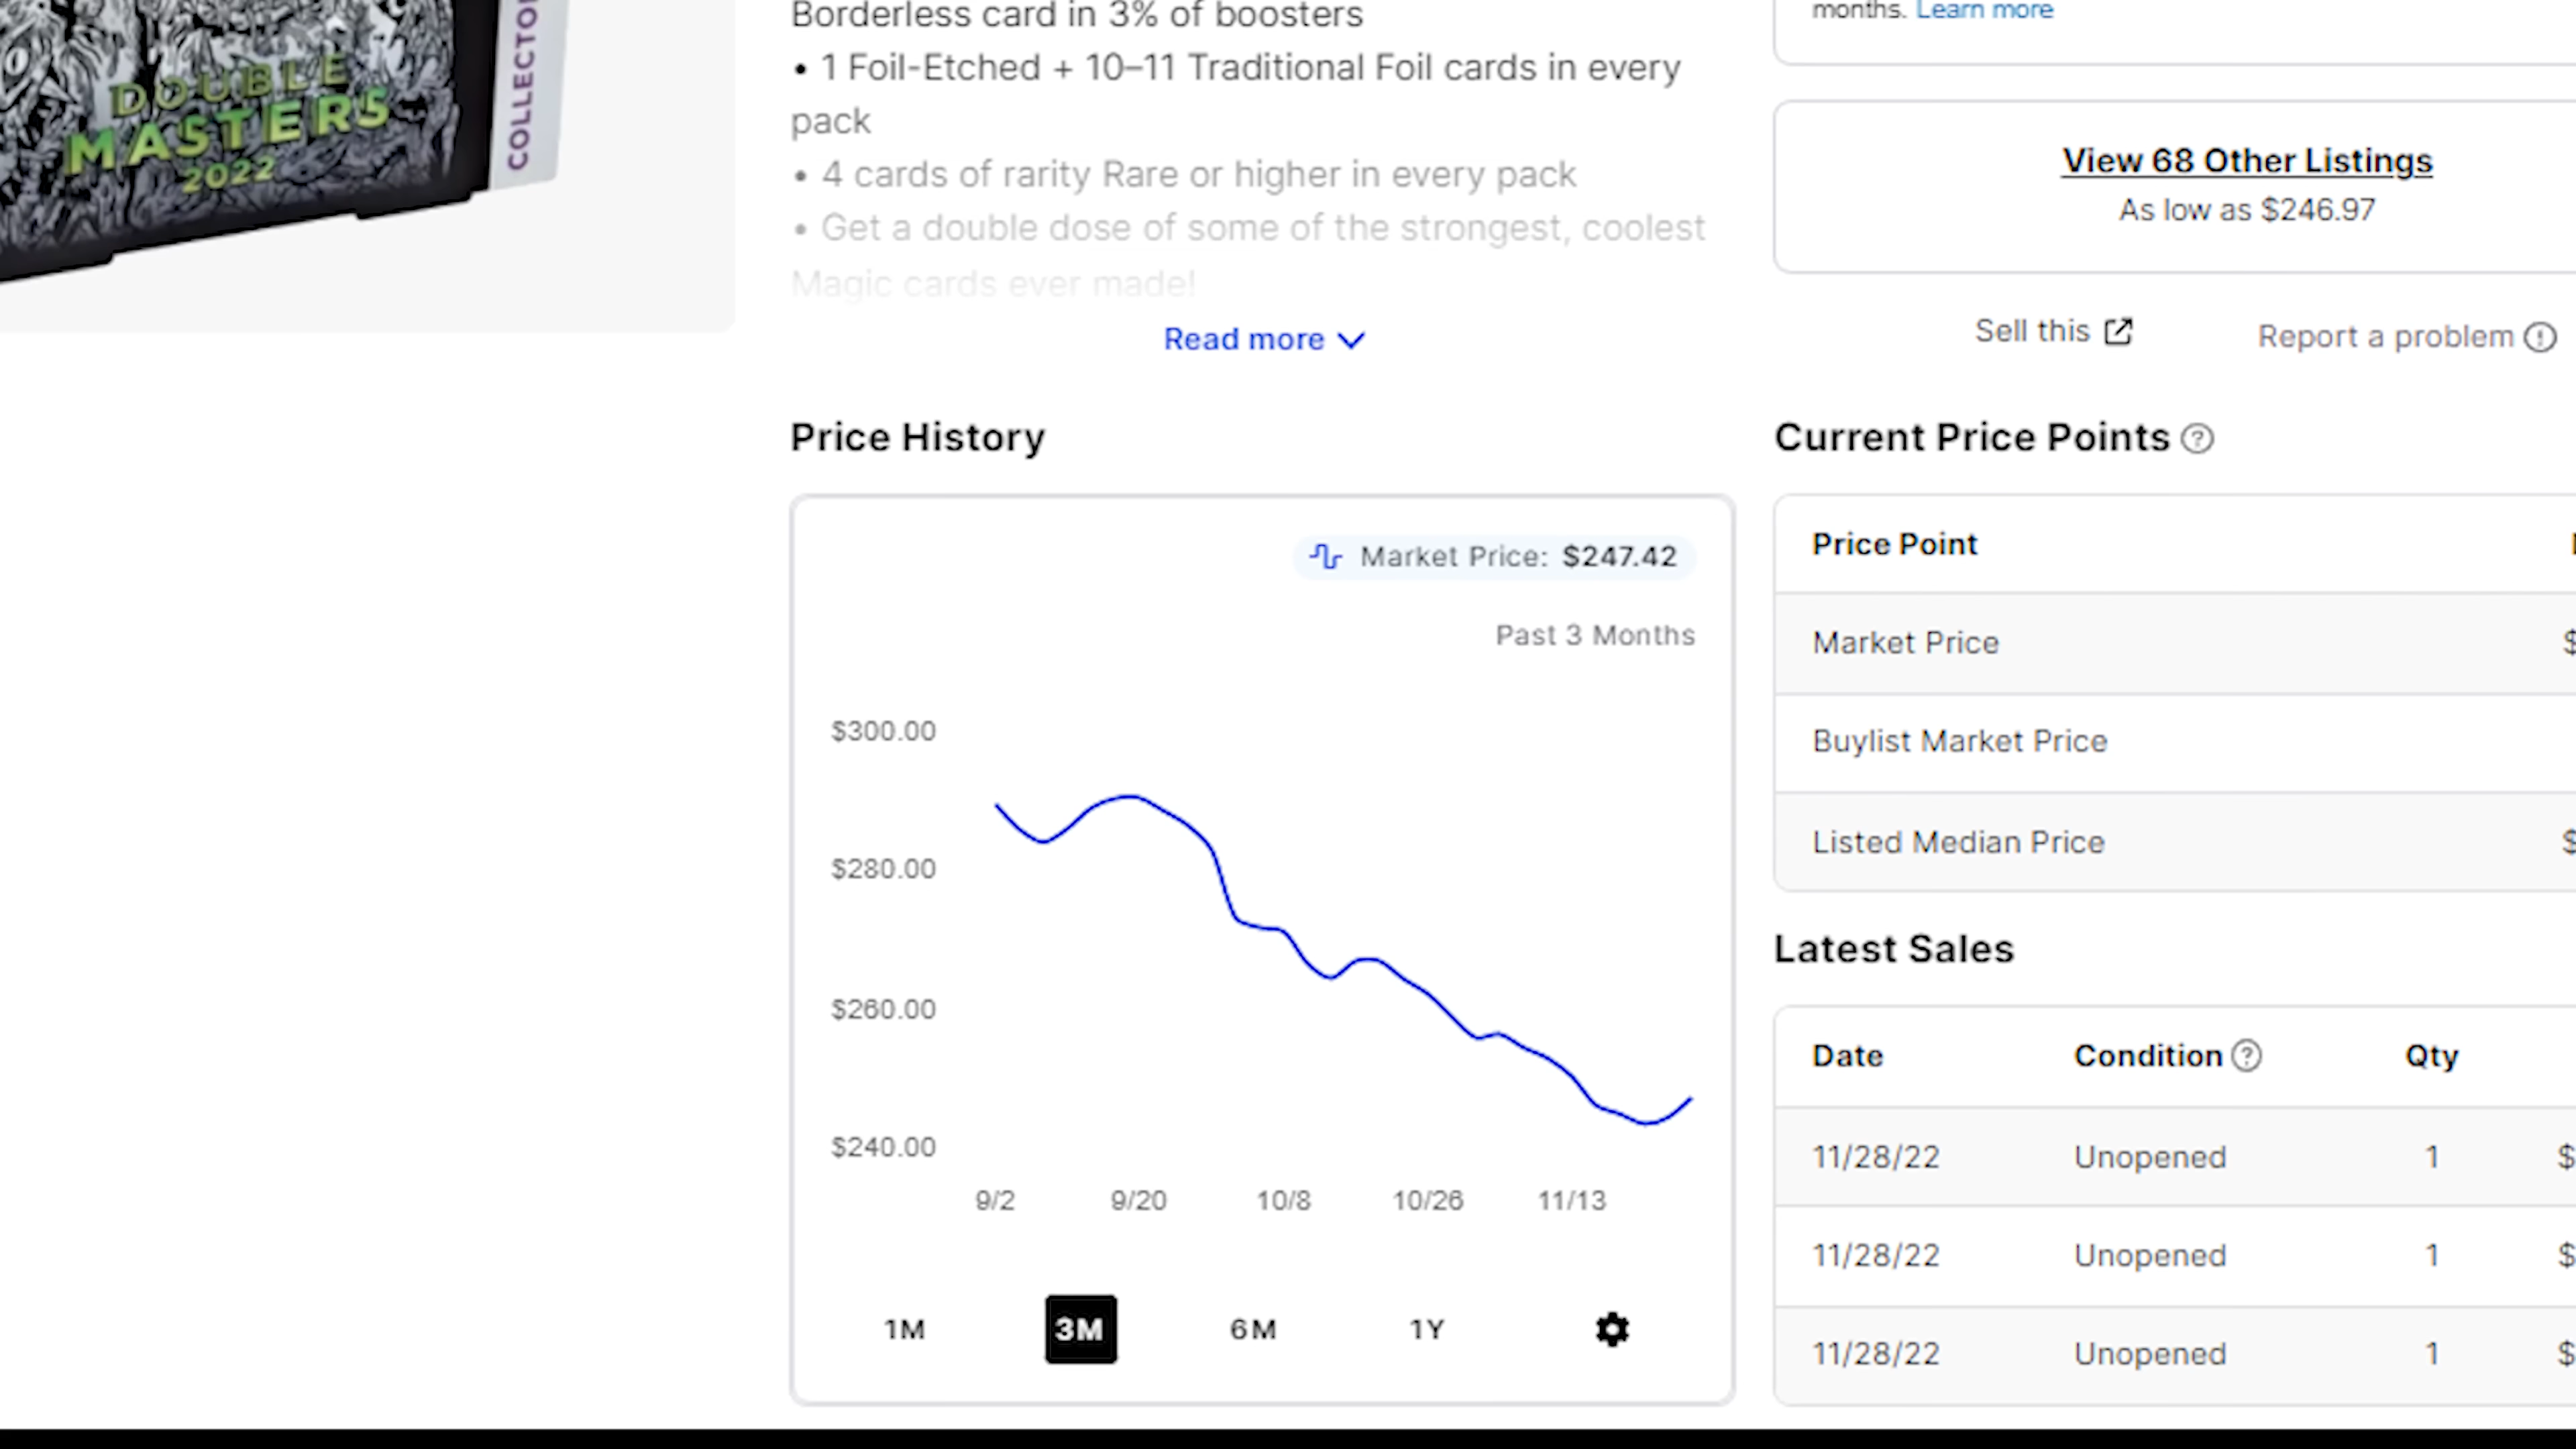 DOUBLE
MASTERS
2022
COLLECTOR
Borderless card in 3% of boosters
• 1 Foil-Etched + 10–11 Traditional Foil cards in every
pack
• 4 cards of rarity Rare or higher in every pack
• Get a double dose of some of the strongest, coolest
Magic cards ever made!
Read more
months. Learn more
View 68 Other Listings
As low as $246.97
Sell this
Report a problem
Price History
Market Price: $247.42
Past 3 Months
$300.00
$280.00
$260.00
$240.00
9/2 9/20 10/8 10/26 11/13
1M 3M 6M 1Y
Current Price Points
Price Point
Market Price $
Buylist Market Price
Listed Median Price $
Latest Sales
Date Condition Qty
11/28/22 Unopened 1 $
11/28/22 Unopened 1 $
11/28/22 Unopened 1 $